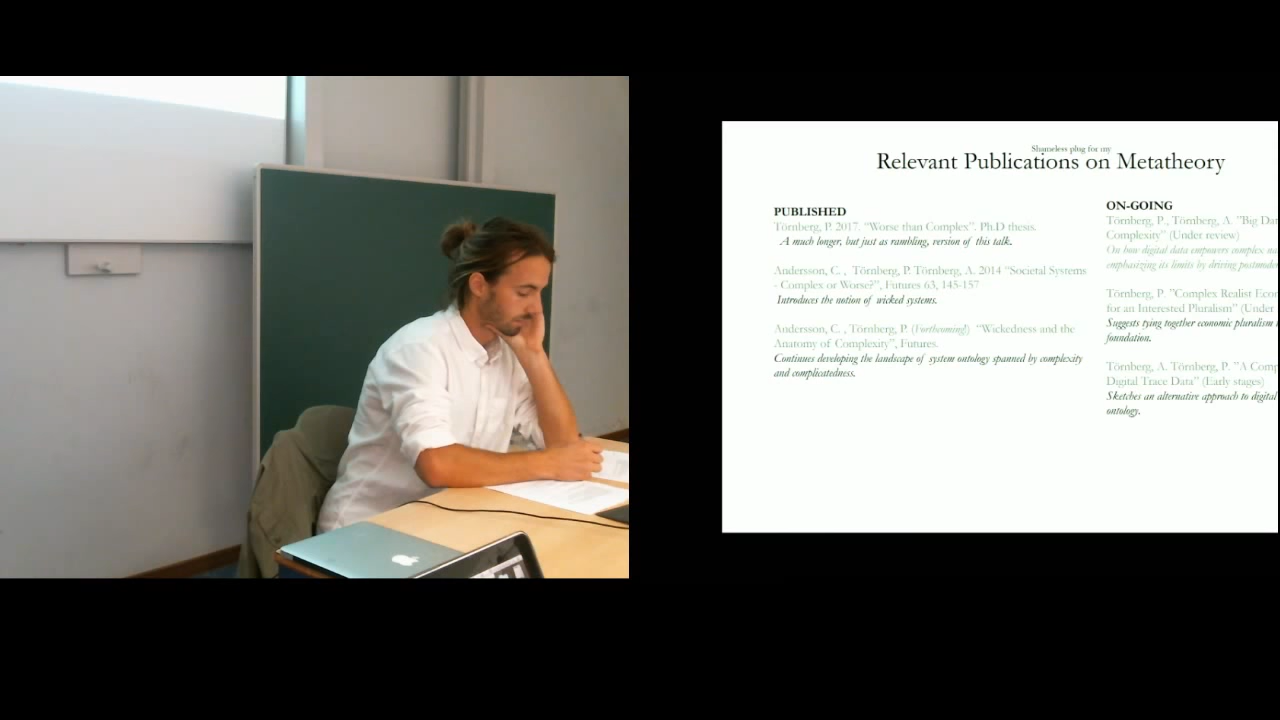 Shameless plug for my
Relevant Publications on Metatheory
PUBLISHED
Törnberg, P. 2017. “Worse than Complex”. Ph.D thesis.
A much longer, but just as rambling, version of this talk.
Andersson, C. , Törnberg, P. Törnberg, A. 2014 “Societal Systems
- Complex or Worse?”, Futures 63, 145-157
Introduces the notion of wicked systems.
Andersson, C. , Törnberg, P. (Forthcoming!) “Wickedness and the
Anatomy of Complexity”, Futures.
Continues developing the landscape of system ontology spanned by complexity
and complicatedness.
ON-GOING
Törnberg, P., Törnberg, A. ”Big Da
Complexity” (Under review)
On how digital data empowers complex
emphasizing its limits by driving postmod
Törnberg, P. ”Complex Realist Eco
for an Interested Pluralism” (Under
Suggests tying together economic pluralism
foundation.
Törnberg, A. Törnberg, P. ”A Comp
Digital Trace Data” (Early stages)
Sketches an alternative approach to digital
ontology.